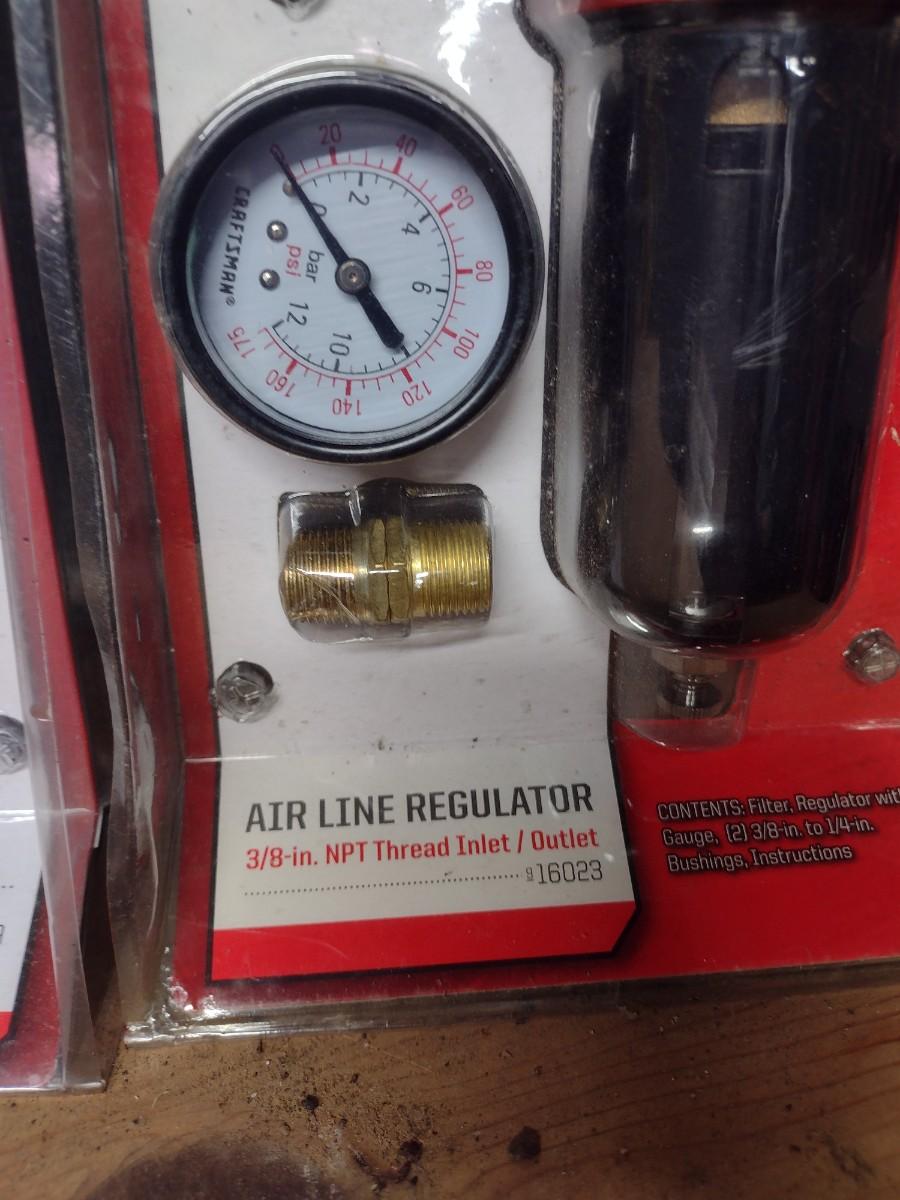 0
20
40
60
80
100
120
140
160
175
0
2
4
6
10
12
bar
psi
CRAFTSMAN®
AIR LINE REGULATOR
3/8-in. NPT Thread Inlet / Outlet
16023
CONTENTS: Filter, Regulator
Gauge, (2) 3/8-in. to 1/4-in.
Bushings, Instructions